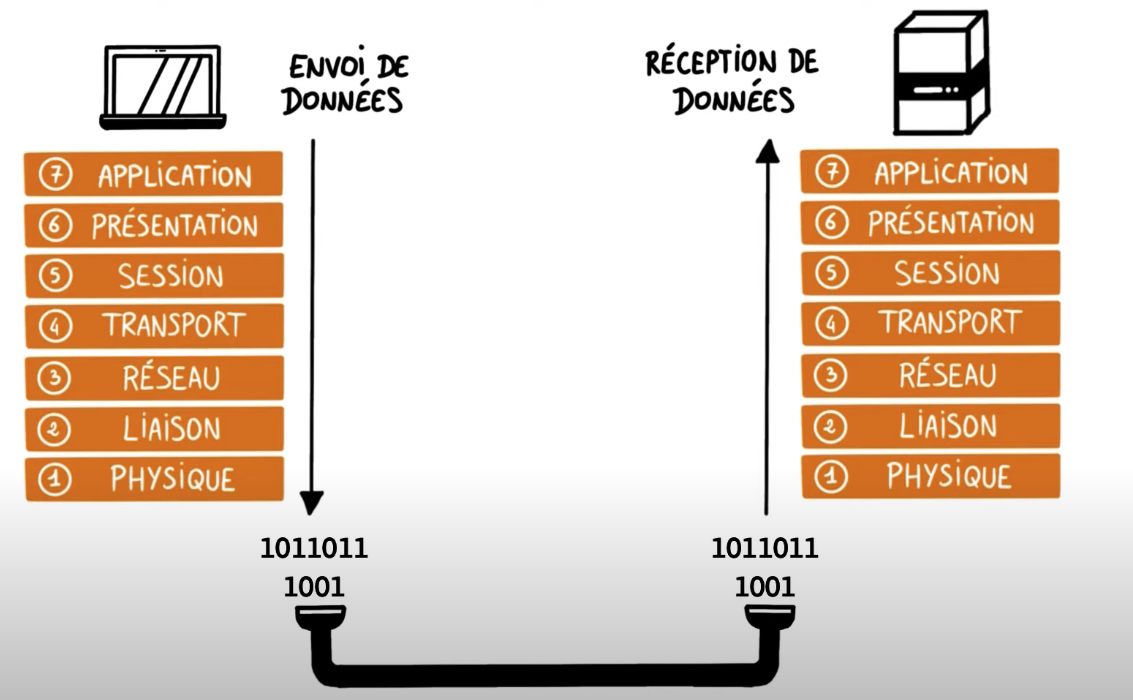 ENVOI DE
DONNÉES
RÉCEPTION DE
DONNÉES
7 APPLICATION
6 PRÉSENTATION
5 SESSION
4 TRANSPORT
3 RÉSEAU
2 LIAISON
1 PHYSIQUE
7 APPLICATION
6 PRÉSENTATION
5 SESSION
4 TRANSPORT
3 RÉSEAU
2 LIAISON
1 PHYSIQUE
1011011
1001
1011011
1001